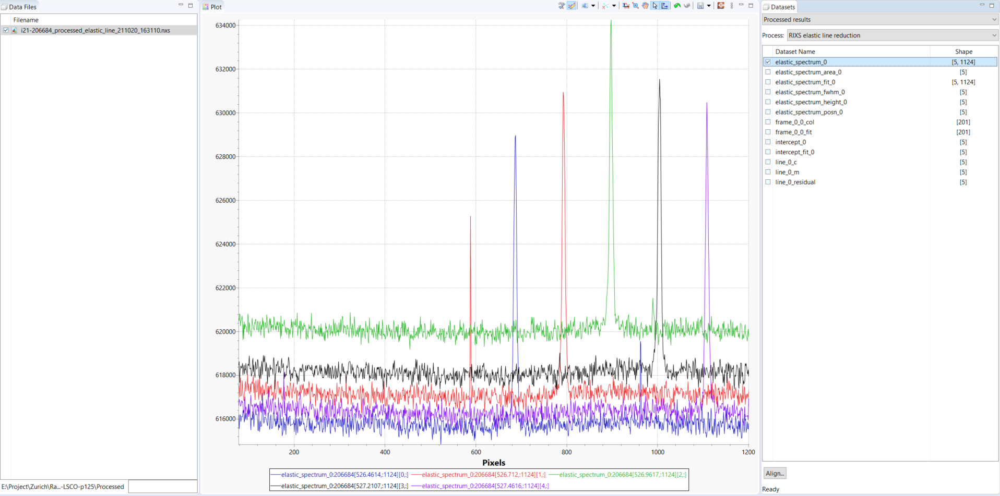 Data Files
Filename
i21-206684_processed_elastic_line_211020_163110.nxs
E:\Project\Zurich\Ra...-LSCO-p125\Processed
Plot
634000
632000
630000
628000
626000
624000
622000
620000
618000
616000
200 400 600 800 1000 1200
Pixels
elastic_spectrum_0:206684[526.4614,:1124][0,:] elastic_spectrum_0:206684[526.712,:1124][1,:] elastic_spectrum_0:206684[526.9617,:1124][2,:]
elastic_spectrum_0:206684[527.2107,:1124][3,:] elastic_spectrum_0:206684[527.4616,:1124][4,:]
Datasets
Processed results
Process: RIXS elastic line reduction
Dataset Name Shape
elastic_spectrum_0 [5, 1124]
elastic_spectrum_area_0 [5]
elastic_spectrum_fit_0 [5, 1124]
elastic_spectrum_fwhm_0 [5]
elastic_spectrum_height_0 [5]
elastic_spectrum_posn_0 [5]
frame_0_0_col [201]
frame_0_0_fit [201]
intercept_0 [5]
intercept_fit_0 [5]
line_0_c [5]
line_0_m [5]
line_0_residual [5]
Align...
Ready